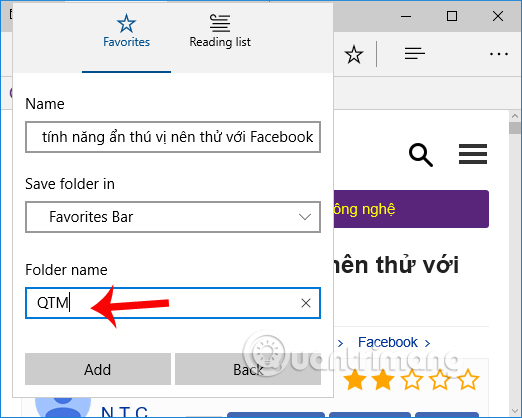 Favorites
Reading list
Name
tính năng ẩn thú vị nên thử với Facebook
Save folder in
Favorites Bar
Folder name
QTM
Add
Back
ông nghệ
nên thử với
Facebook
Quantrimang
N.T.C